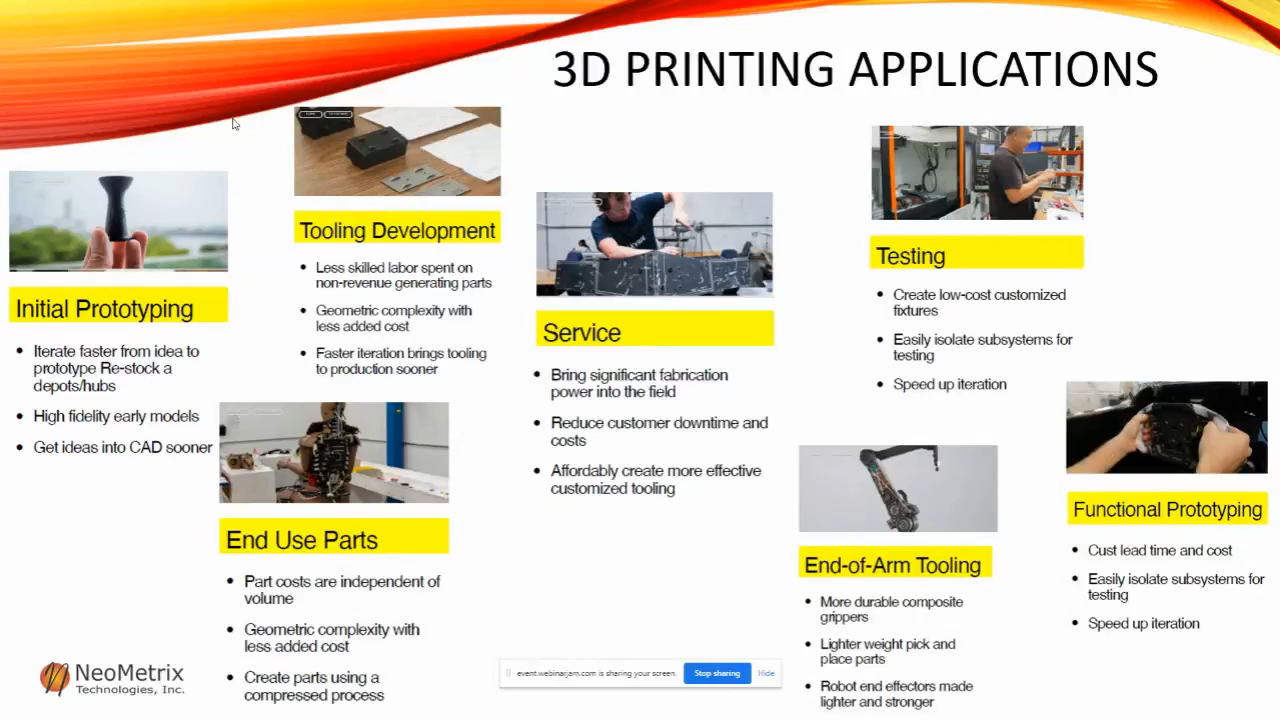 3D PRINTING APPLICATIONS
Initial Prototyping
• Iterate faster from idea to
prototype Re-stock a
depots/hubs
• High fidelity early models
• Get ideas into CAD sooner
Tooling Development
• Less skilled labor spent on
non-revenue generating parts
• Geometric complexity with
less added cost
• Faster iteration brings tooling
to production sooner
End Use Parts
• Part costs are independent of
volume
• Geometric complexity with
less added cost
• Create parts using a
compressed process
Service
• Bring significant fabrication
power into the field
• Reduce customer downtime and
costs
• Affordably create more effective
customized tooling
Testing
• Create low-cost customized
fixtures
• Easily isolate subsystems for
testing
• Speed up iteration
End-of-Arm Tooling
• More durable composite
grippers
• Lighter weight pick and
place parts
• Robot end effectors made
lighter and stronger
Functional Prototyping
• Cust lead time and cost
• Easily isolate subsystems for
testing
• Speed up iteration
NeoMetrix
Technologies, Inc.
event.webinarjam.com is sharing your screen.
Stop sharing
Hide